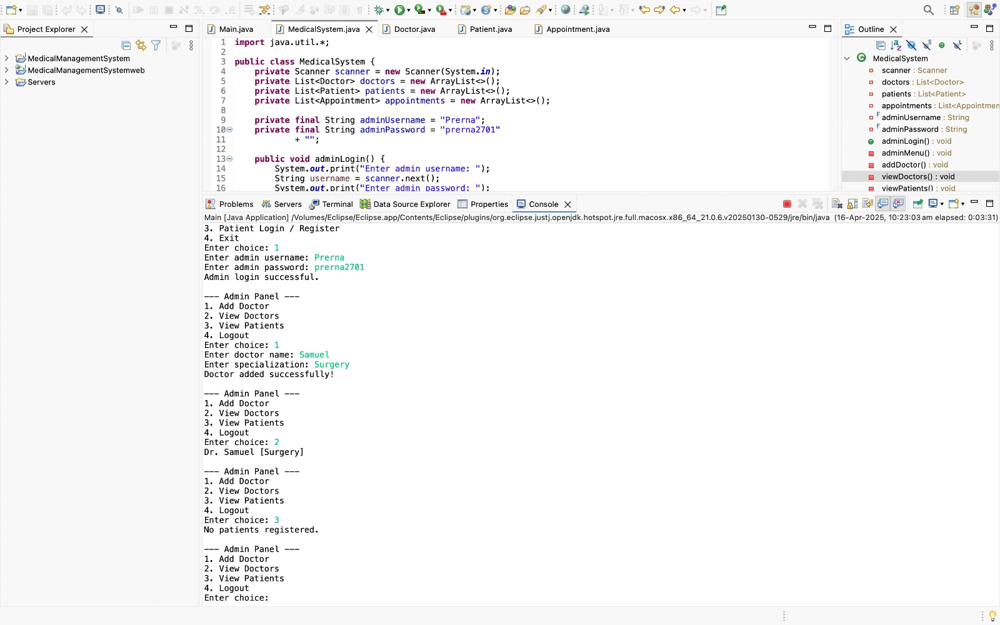 Project Explorer
MedicalManagementSystem
MedicalManagementSystemweb
Servers
Main.java
MedicalSystem.java
Doctor.java
Patient.java
Appointment.java
1 import java.util.*;
2
3 public class MedicalSystem {
4 private Scanner scanner = new Scanner(System.in);
5 private List<Doctor> doctors = new ArrayList<>();
6 private List<Patient> patients = new ArrayList<>();
7 private List<Appointment> appointments = new ArrayList<>();
8
9 private final String adminUsername = "Prerna";
10 private final String adminPassword = "prerna2701"
11 + "";
12
13 public void adminLogin() {
14 System.out.print("Enter admin username: ");
15 String username = scanner.next();
16 System.out.print("Enter admin password: ");
Outline
MedicalSystem
scanner : Scanner
doctors : List<Doctor>
patients : List<Patient>
appointments : List<Appointmen
adminUsername : String
adminPassword : String
adminLogin() : void
adminMenu() : void
addDoctor() : void
viewDoctors() : void
viewPatients() : void
Problems
Servers
Terminal
Data Source Explorer
Properties
Console
Main [Java Application] /Volumes/Eclipse/Eclipse.app/Contents/Eclipse/plugins/org.eclipse.justj.openjdk.hotspot.jre.full.macosx.x86_64_21.0.6.v20250130-0529/jre/bin/java (16-Apr-2025, 10:23:03 am elapsed: 0:03:31)
3. Patient Login / Register
4. Exit
Enter choice: 1
Enter admin username: Prerna
Enter admin password: prerna2701
Admin login successful.
--- Admin Panel ---
1. Add Doctor
2. View Doctors
3. View Patients
4. Logout
Enter choice: 1
Enter doctor name: Samuel
Enter specialization: Surgery
Doctor added successfully!
--- Admin Panel ---
1. Add Doctor
2. View Doctors
3. View Patients
4. Logout
Enter choice: 2
Dr. Samuel [Surgery]
--- Admin Panel ---
1. Add Doctor
2. View Doctors
3. View Patients
4. Logout
Enter choice: 3
No patients registered.
--- Admin Panel ---
1. Add Doctor
2. View Doctors
3. View Patients
4. Logout
Enter choice: